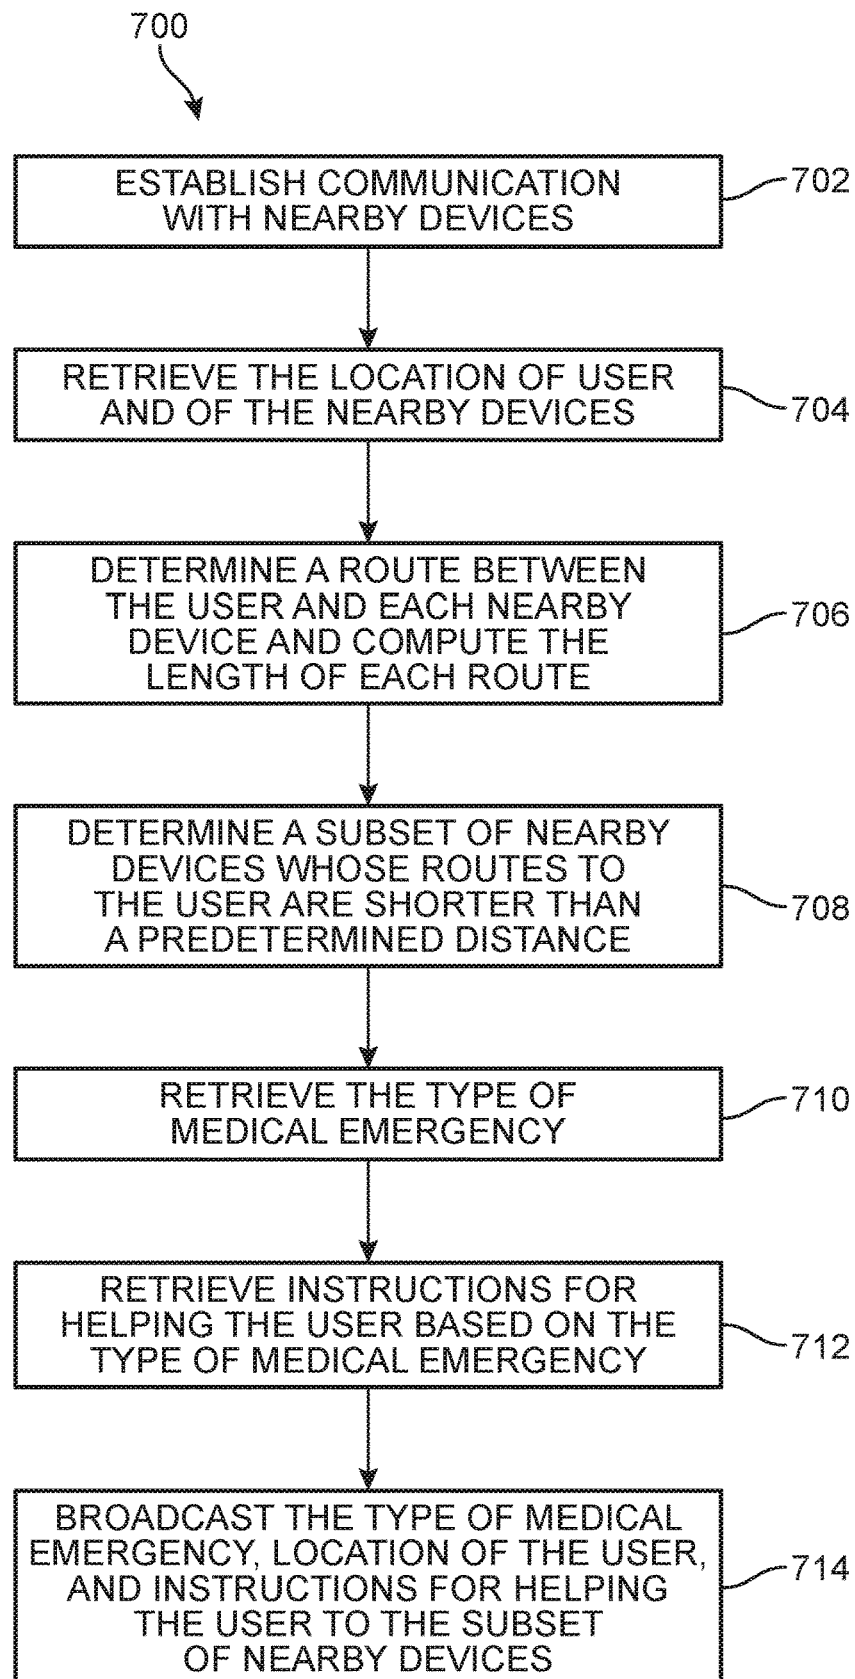 700
ESTABLISH COMMUNICATION
WITH NEARBY DEVICES
702
RETRIEVE THE LOCATION OF USER
AND OF THE NEARBY DEVICES
704
DETERMINE A ROUTE BETWEEN
THE USER AND EACH NEARBY
DEVICE AND COMPUTE THE
LENGTH OF EACH ROUTE
706
DETERMINE A SUBSET OF NEARBY
DEVICES WHOSE ROUTES TO
THE USER ARE SHORTER THAN
A PREDETERMINED DISTANCE
708
RETRIEVE THE TYPE OF
MEDICAL EMERGENCY
710
RETRIEVE INSTRUCTIONS FOR
HELPING THE USER BASED ON THE
TYPE OF MEDICAL EMERGENCY
712
BROADCAST THE TYPE OF MEDICAL
EMERGENCY, LOCATION OF THE USER,
AND INSTRUCTIONS FOR HELPING
THE USER TO THE SUBSET
OF NEARBY DEVICES
714